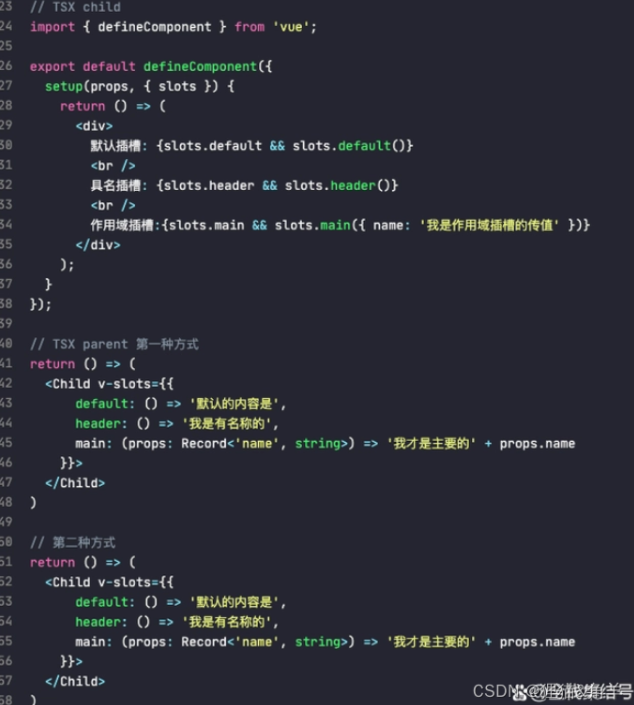 23 // TSX child
24 import { defineComponent } from 'vue';
25
26 export default defineComponent({
27   setup(props, { slots }) {
28     return () => (
29       <div>
30         默认插槽: {slots.default && slots.default()}
31         <br />
32         具名插槽: {slots.header && slots.header()}
33         <br />
34         作用域插槽:{slots.main && slots.main({ name: '我是作用域插槽的传值' })}
35       </div>
36     );
37   }
38 });
39
40 // TSX parent 第一种方式
41 return () => (
42   <Child v-slots={{
43       default: () => '默认的内容是',
44       header: () => '我是有名称的',
45       main: (props: Record<'name', string>) => '我才是主要的' + props.name
46     }}>
47   </Child>
48 )
49
50 // 第二种方式
51 return () => (
52   <Child v-slots={{
53       default: () => '默认的内容是',
54       header: () => '我是有名称的',
55       main: (props: Record<'name', string>) => '我才是主要的' + props.name
56     }}>
57   </Child>
58 )
CSDN